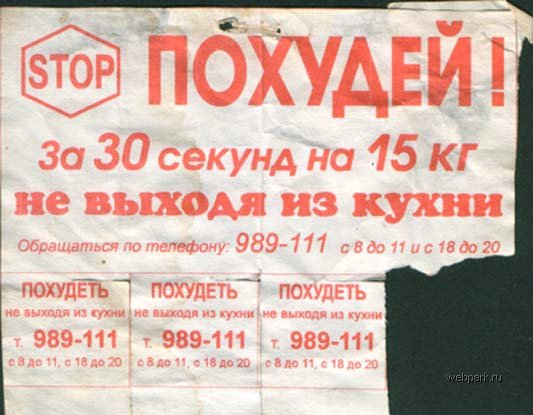 STOP
ПОХУДЕЙ!
За 30 секунд на 15 кг
не выходя из кухни
Обращаться по телефону: 989-111 с 8 до 11 и с 18 до 20
ПОХУДЕТЬ
не выходя из кухни
т. 989-111
с 8 до 11, с 18 до 20
ПОХУДЕТЬ
не выходя из кухни
т. 989-111
с 8 до 11, с 18 до 20
ПОХУДЕТЬ
не выходя из кухни
т. 989-111
с 8 до 11, с 18 до 20
webpark.ru